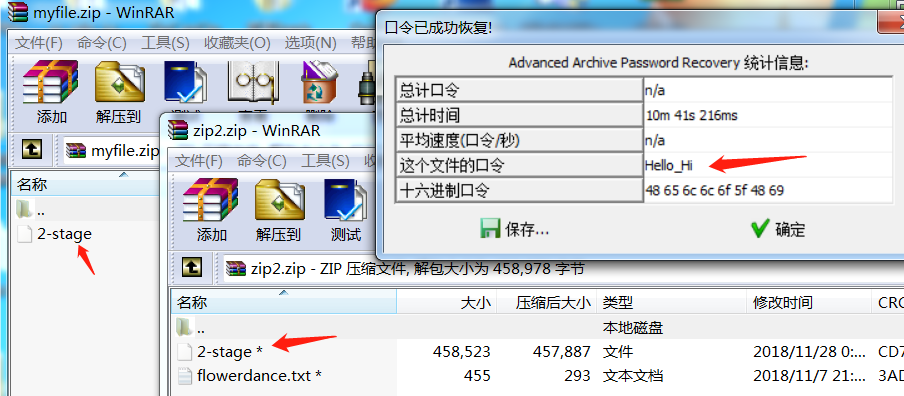 myfile.zip - WinRAR
文件(F) 命令(C) 工具(S) 收藏夹(O) 选项(N) 帮助
添加 解压到 测试 查看 删除
myfile.zip
名称
..
2-stage
zip2.zip - WinRAR
文件(F) 命令(C) 工具(S)
添加 解压到 测试
zip2.zip - ZIP 压缩文件, 解包大小为 458,978 字节
名称 大小 压缩后大小 类型 修改时间 CRC
.. 本地磁盘
2-stage * 458,523 457,887 文件 2018/11/28 0:... CD7
flowerdance.txt * 455 293 文本文档 2018/11/7 21:... 3AD
口令已成功恢复!
Advanced Archive Password Recovery 统计信息:
总计口令 n/a
总计时间 10m 41s 216ms
平均速度(口令/秒) n/a
这个文件的口令 Hello_Hi
十六进制口令 48 65 6c 6c 6f 5f 48 69
保存... 确定